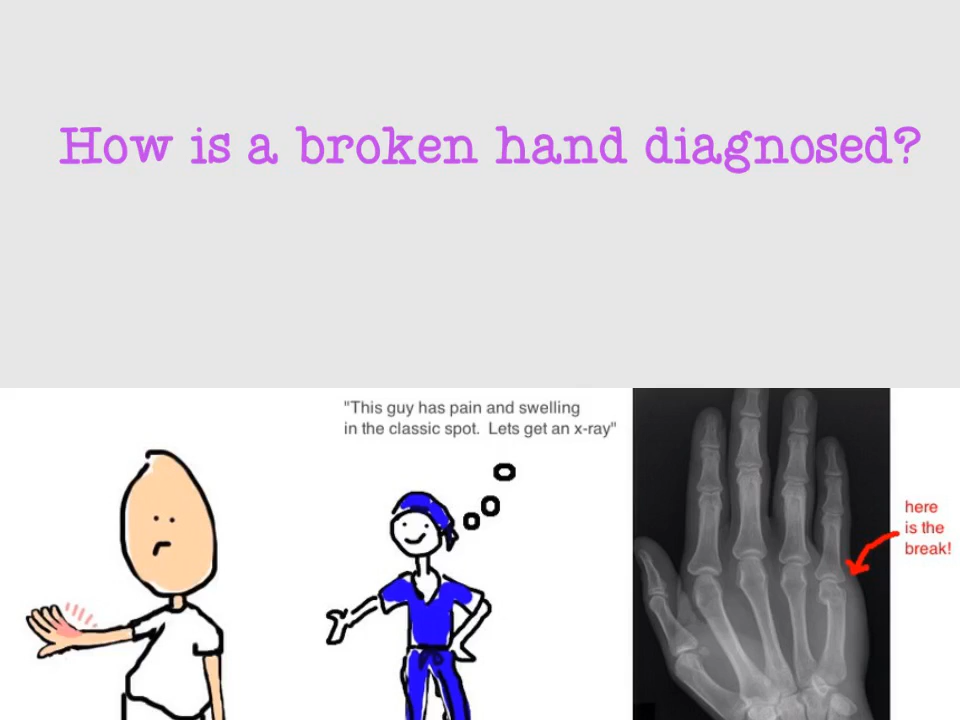 How is a broken hand diagnosed?
"This guy has pain and swelling
in the classic spot.  Lets get an x-ray"
here
is the
break!